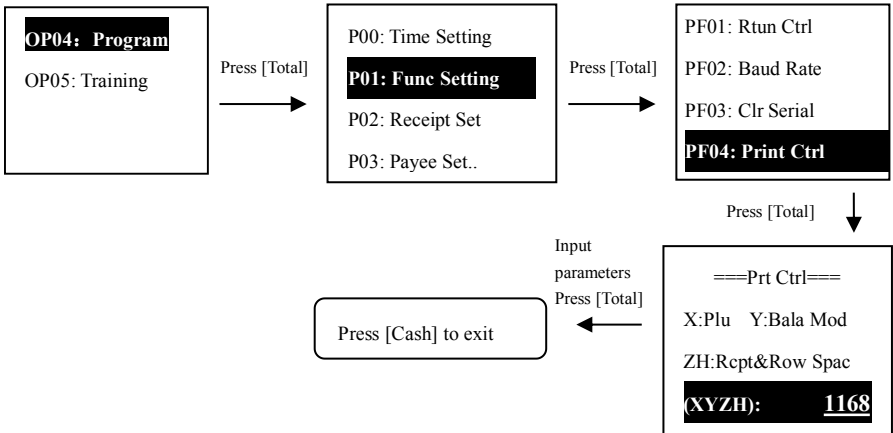 OP04：Program
OP05: Training
Press [Total]
P00: Time Setting
P01: Func Setting
P02: Receipt Set
P03: Payee Set..
Press [Total]
PF01: Rtun Ctrl
PF02: Baud Rate
PF03: Clr Serial
PF04: Print Ctrl
Press [Total]
===Prt Ctrl===
X:Plu Y:Bala Mod
ZH:Rcpt&Row Spac
(XYZH): 1168
Input
parameters
Press [Total]
Press [Cash] to exit